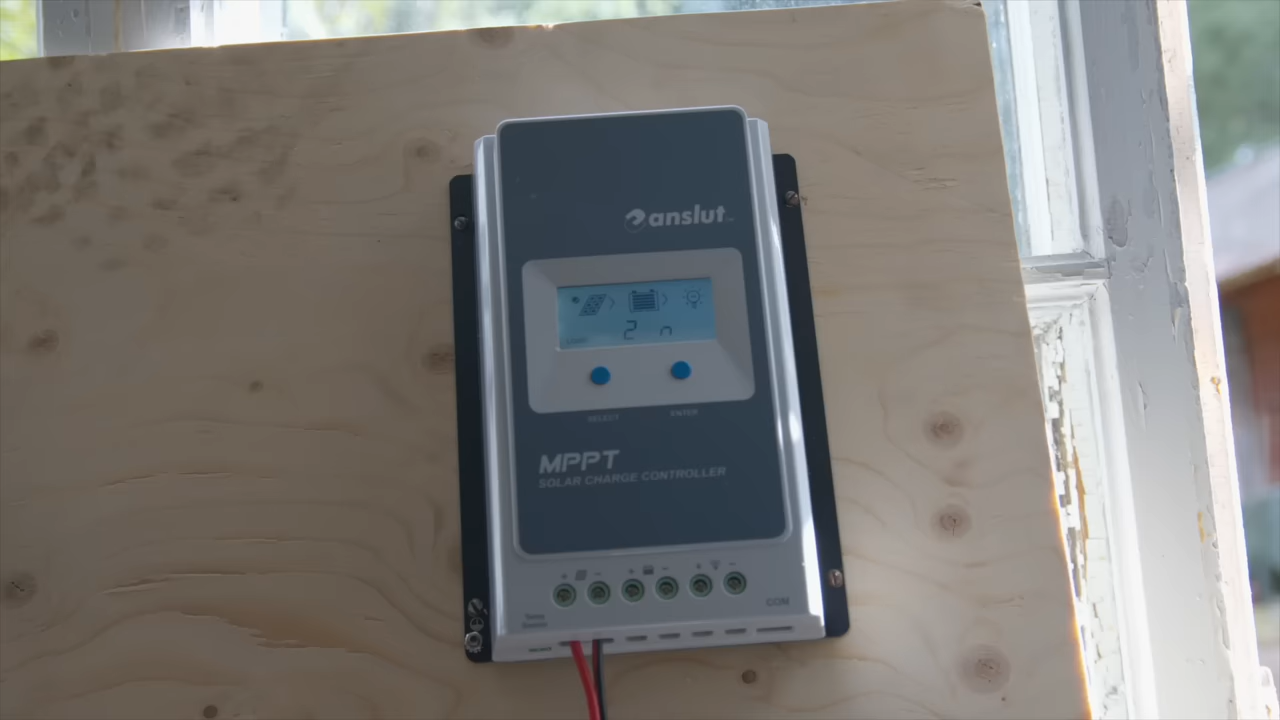 anslut
2 n
SELECT ENTER
MPPT
SOLAR CHARGE CONTROLLER
+ - + - + -
COM